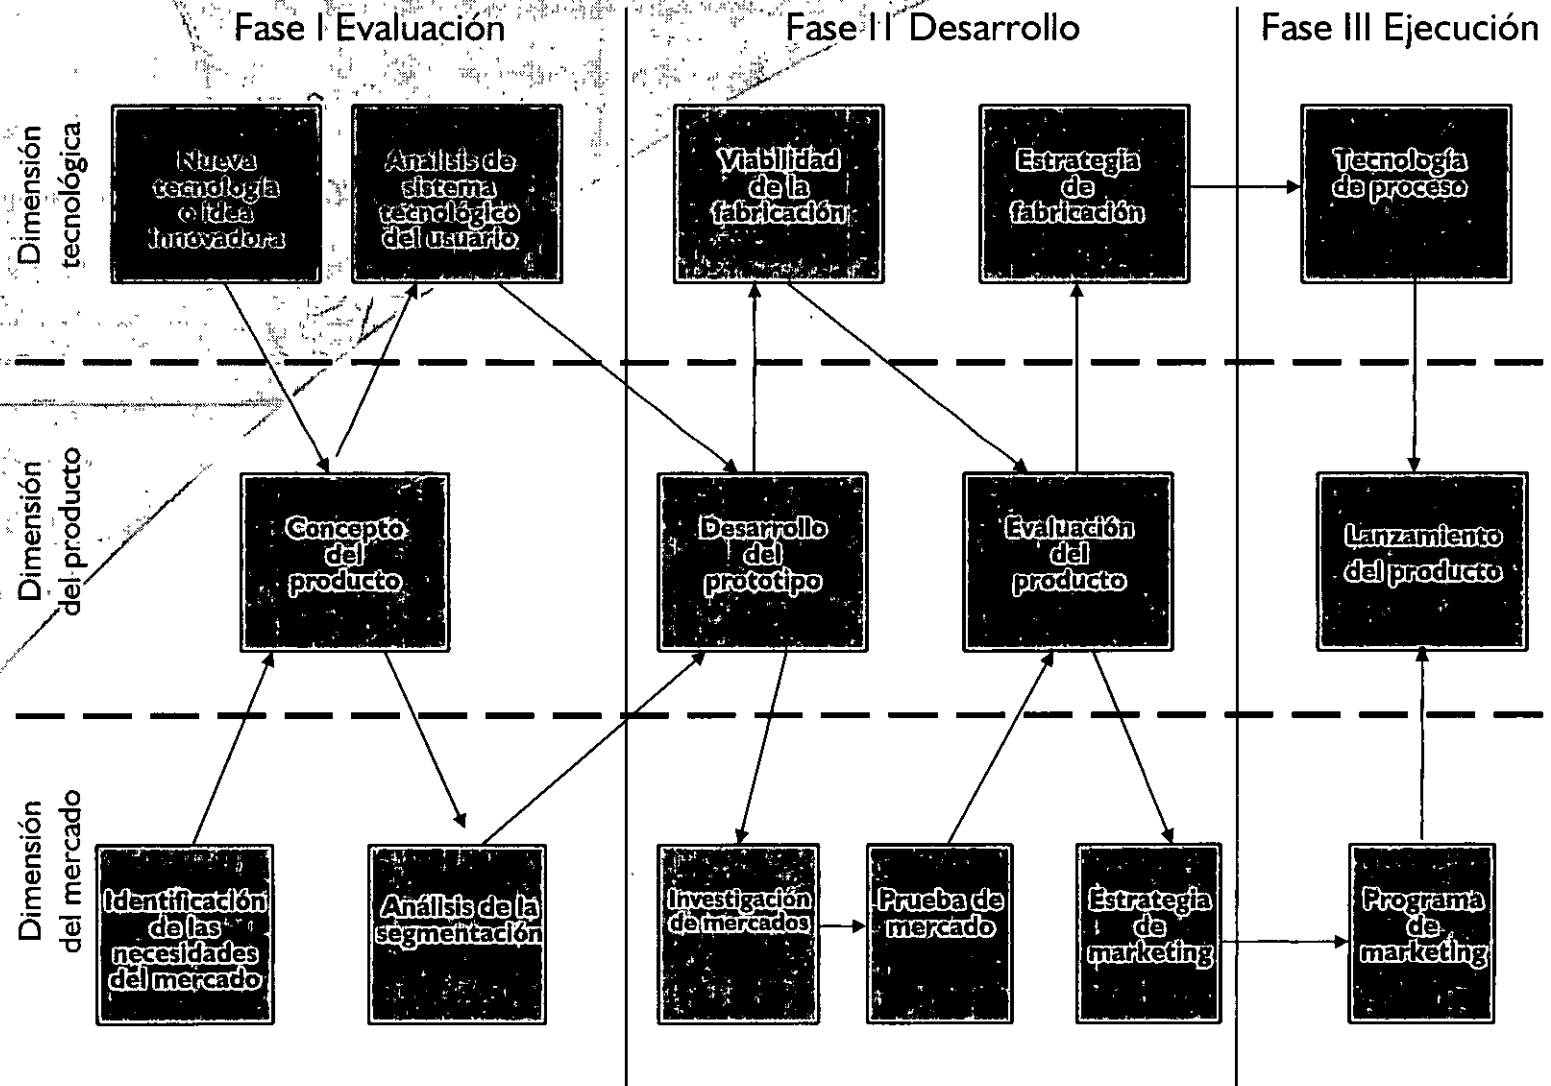 Fase I Evaluación
Fase II Desarrollo
Fase III Ejecución
Dimensión
tecnológica
Nueva
tecnología
o idea
innovadora
Análisis de
sistema
tecnológico
del usuario
Viabilidad
de la
fabricación
Estrategia
de
fabricación
Tecnología
de proceso
Dimensión
del producto
Concepto
del
producto
Desarrollo
del
prototipo
Evaluación
del
producto
Lanzamiento
del producto
Dimensión
del mercado
Identificación
de las
necesidades
del mercado
Análisis de la
segmentación
Investigación
de mercados
Prueba de
mercado
Estrategia
de
marketing
Programa
de
marketing